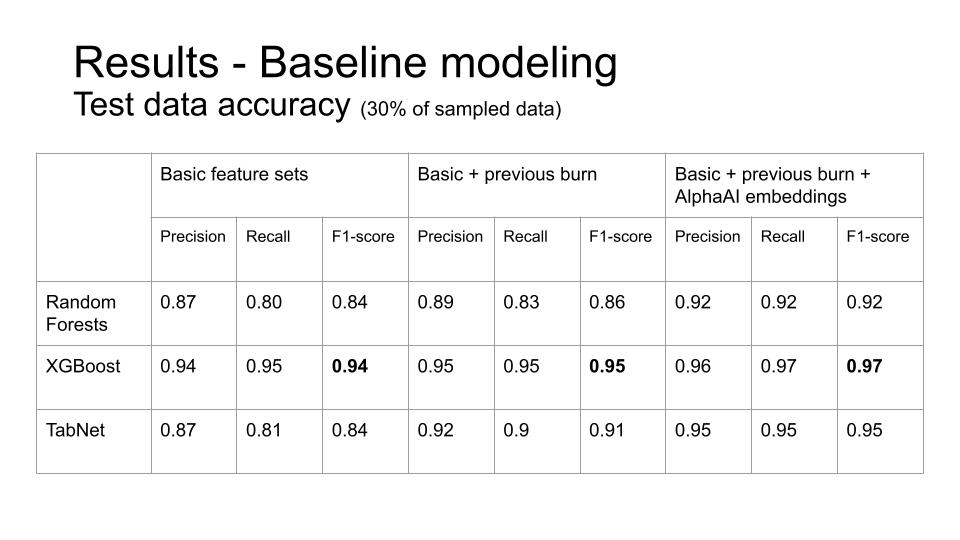 Results - Baseline modeling
Test data accuracy (30% of sampled data)
Basic feature sets Basic + previous burn Basic + previous burn +
AlphaAI embeddings
Precision Recall F1-score Precision Recall F1-score Precision Recall F1-score
Random
Forests 0.87 0.80 0.84 0.89 0.83 0.86 0.92 0.92 0.92
XGBoost 0.94 0.95 0.94 0.95 0.95 0.95 0.96 0.97 0.97
TabNet 0.87 0.81 0.84 0.92 0.9 0.91 0.95 0.95 0.95